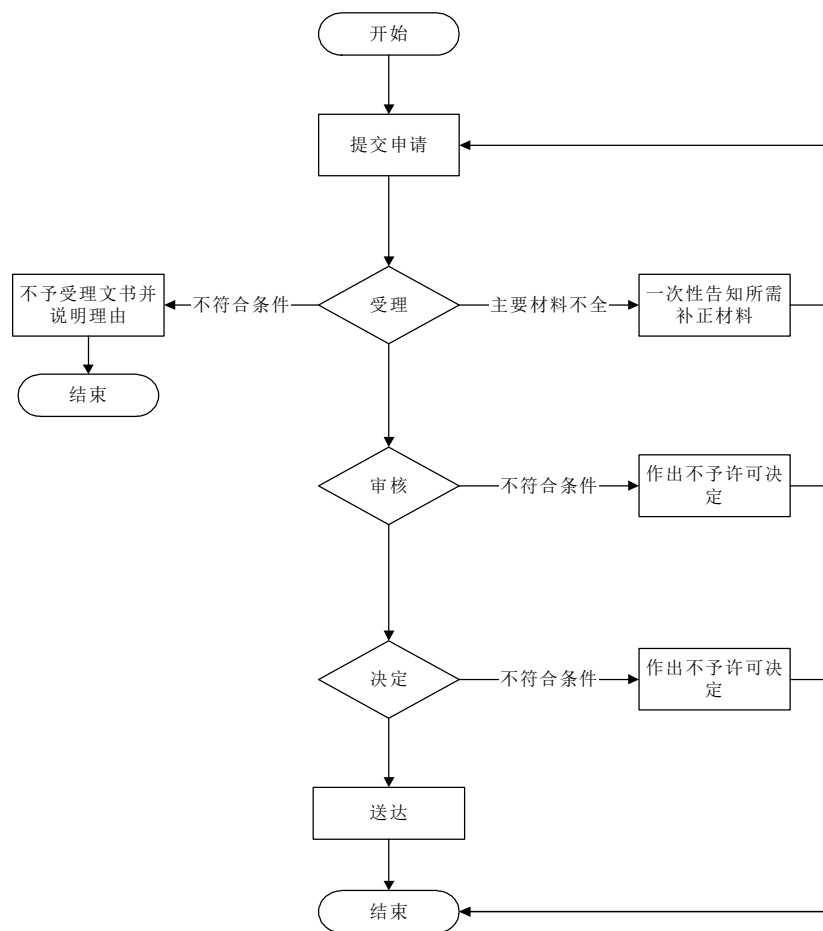 开始
提交申请
不予受理文书并
说明理由
不符合条件
受理
主要材料不全
一次性告知所需
补正材料
结束
审核
不符合条件
作出不予许可决
定
决定
不符合条件
作出不予许可决
定
送达
结束